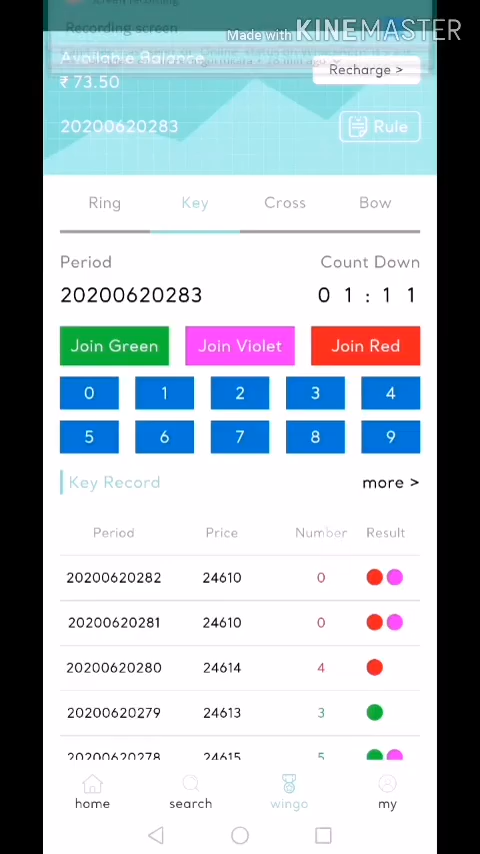 Recording screen
Made with KINEMASTER
Available Balance
₹ 73.50
Recharge >
20200620283
Rule
Ring Key Cross Bow
Period Count Down
20200620283 0 1 : 1 1
Join Green Join Violet Join Red
0 1 2 3 4
5 6 7 8 9
Key Record more >
Period Price Number Result
20200620282 24610 0
20200620281 24610 0
20200620280 24614 4
20200620279 24613 3
20200620278 24615 5
home search wingo my